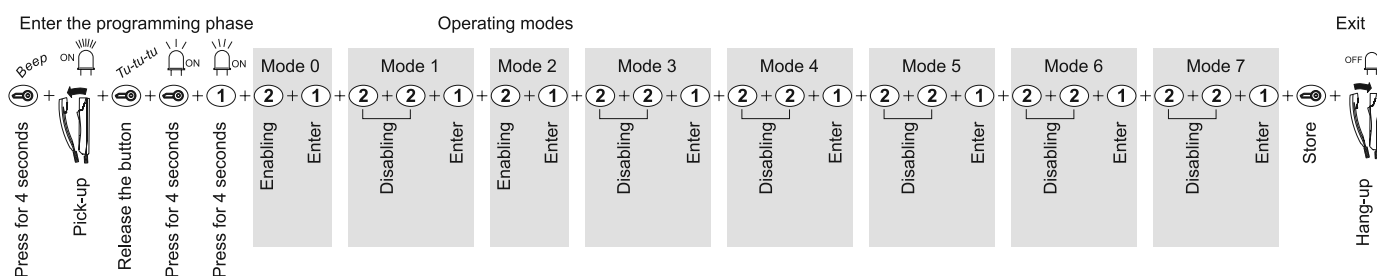 Enter the programming phase Operating modes Exit
Beep ON Tu-tu-tu ON ON OFF
Mode 0 Mode 1 Mode 2 Mode 3 Mode 4 Mode 5 Mode 6 Mode 7
+ + + + 1 + 2 + 1 + 2 + 2 + 1 + 2 + 1 + 2 + 2 + 1 + 2 + 2 + 1 + 2 + 2 + 1 + 2 + 2 + 1 + 2 + 2 + 1 + +
Press for 4 seconds
Pick-up
Release the button
Press for 4 seconds
Press for 4 seconds
Enabling
Enter
Disabling
Enter
Enabling
Enter
Disabling
Enter
Disabling
Enter
Disabling
Enter
Disabling
Enter
Disabling
Enter
Store
Hang-up